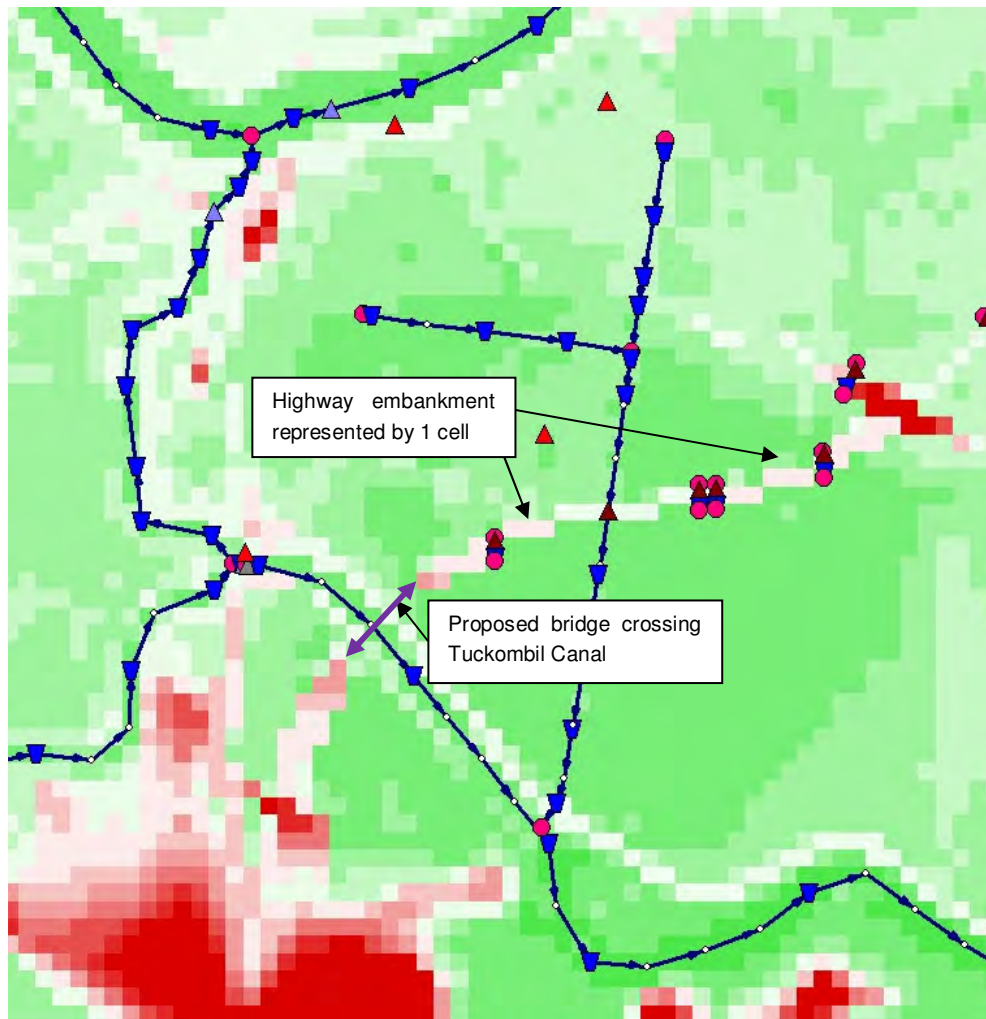 Highway embankment
represented by 1 cell
Proposed bridge crossing
Tuckombil Canal